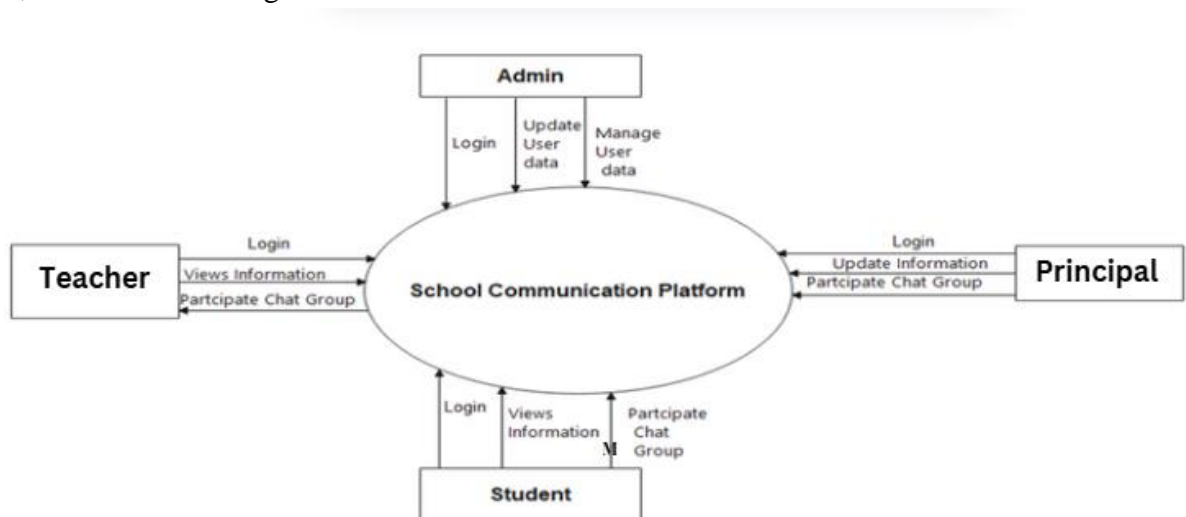 Admin
Login
Update
User
data
Manage
User
data
Teacher
Login
Views Information
Partcipate Chat Group
School Communication Platform
Login
Update Information
Partcipate Chat Group
Principal
Login
Views
Information
Partcipate
Chat
Group
M
Student